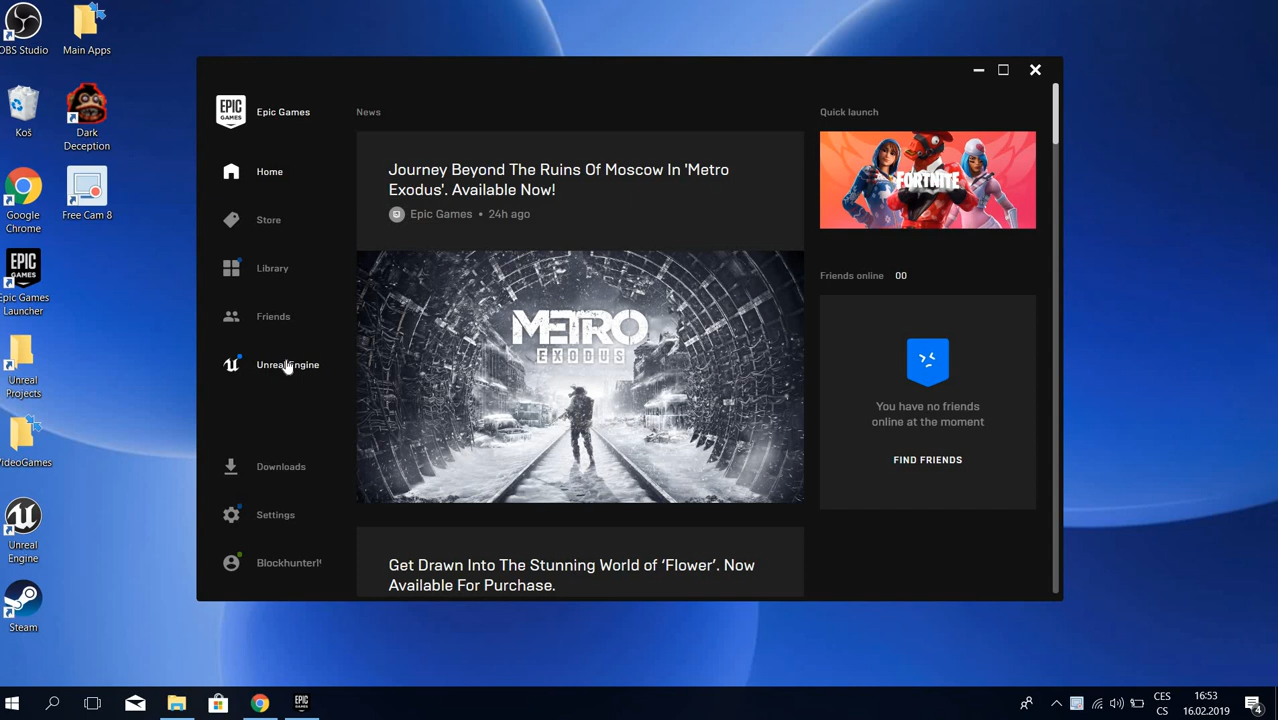 OBS Studio
Main Apps
Koš
Dark
Deception
Google
Chrome
Free Cam 8
EPIC
GAMES
Epic Games
Launcher
Unreal
Projects
VideoGames
Unreal
Engine
Steam
EPIC
GAMES
Epic Games
Home
Store
Library
Friends
Unreal Engine
Downloads
Settings
Blockhunter!!
News
Journey Beyond The Ruins Of Moscow In 'Metro
Exodus'. Available Now!
Epic Games • 24h ago
METRO
EXODUS
Get Drawn Into The Stunning World of ‘Flower’. Now
Available For Purchase.
Quick launch
FORTNITE
Friends online 00
You have no friends
online at the moment
FIND FRIENDS
EPIC
GAMES
CES
CS
16:53
16.02.2019
4